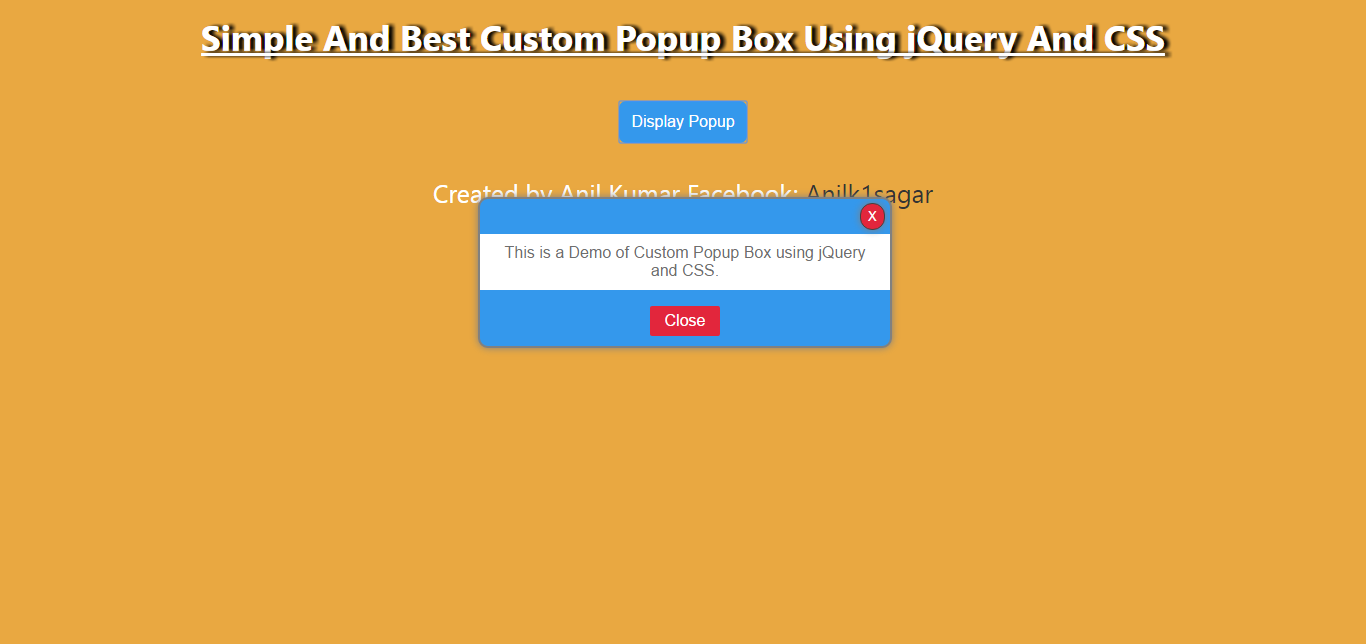 Simple And Best Custom Popup Box Using jQuery And CSS
Display Popup
Created by Anil Kumar Facebook: Anilk1sagar
X
This is a Demo of Custom Popup Box using jQuery
and CSS.
Close